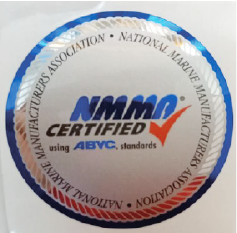 NATIONAL MARINE MANUFACTURERS ASSOCIATION • NATIONAL MARINE MANUFACTURERS ASSOCIATION •
NMMA
CERTIFIED
using ABYC. standards